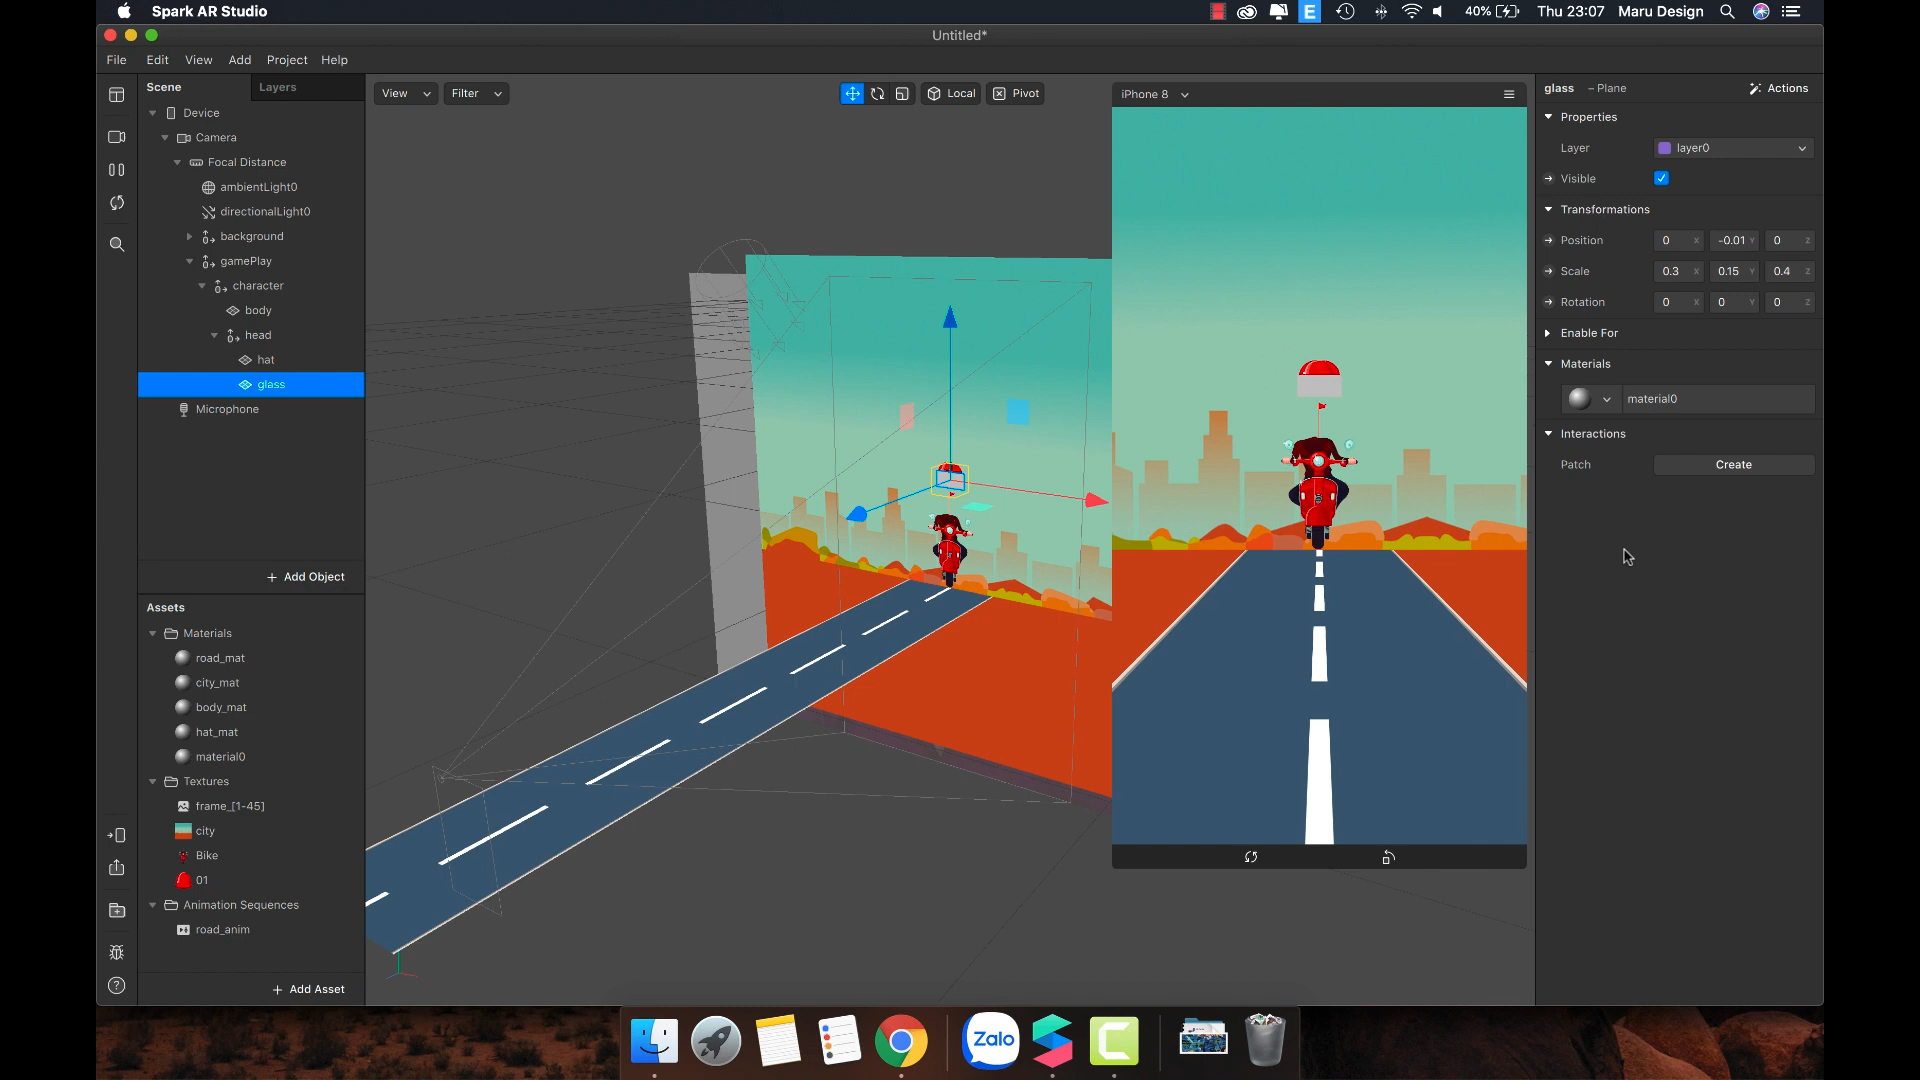 Spark AR Studio
E
40%
Thu 23:07
Maru Design
Untitled*
File
Edit
View
Add
Project
Help
Scene
Layers
Device
Camera
Focal Distance
ambientLight0
directionalLight0
background
gamePlay
character
body
head
hat
glass
Microphone
+ Add Object
Assets
Materials
road_mat
city_mat
body_mat
hat_mat
material0
Textures
frame_[1-45]
city
Bike
01
Animation Sequences
road_anim
+ Add Asset
View
Filter
Local
Pivot
iPhone 8
glass – Plane
Actions
Properties
Layer
layer0
Visible
Transformations
Position
0 X
-0.01 Y
0 Z
Scale
0.3 X
0.15 Y
0.4 Z
Rotation
0 X
0 Y
0 Z
Enable For
Materials
material0
Interactions
Patch
Create
Zalo
C